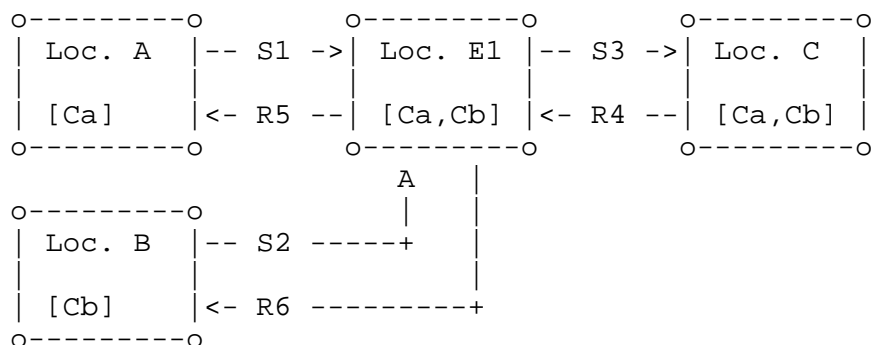 o---------o         o---------o         o---------o
| Loc. A  |-- S1 ->| Loc. E1 |-- S3 ->| Loc. C  |
|         |         |         |         |         |
| [Ca]    |<- R5 --| [Ca,Cb] |<- R4 --| [Ca,Cb] |
o---------o         o---------o         o---------o
A |
o---------o | |
| Loc. B  |-- S2 -----+ |
|         | |
| [Cb]    |<- R6 ---------+
o---------o